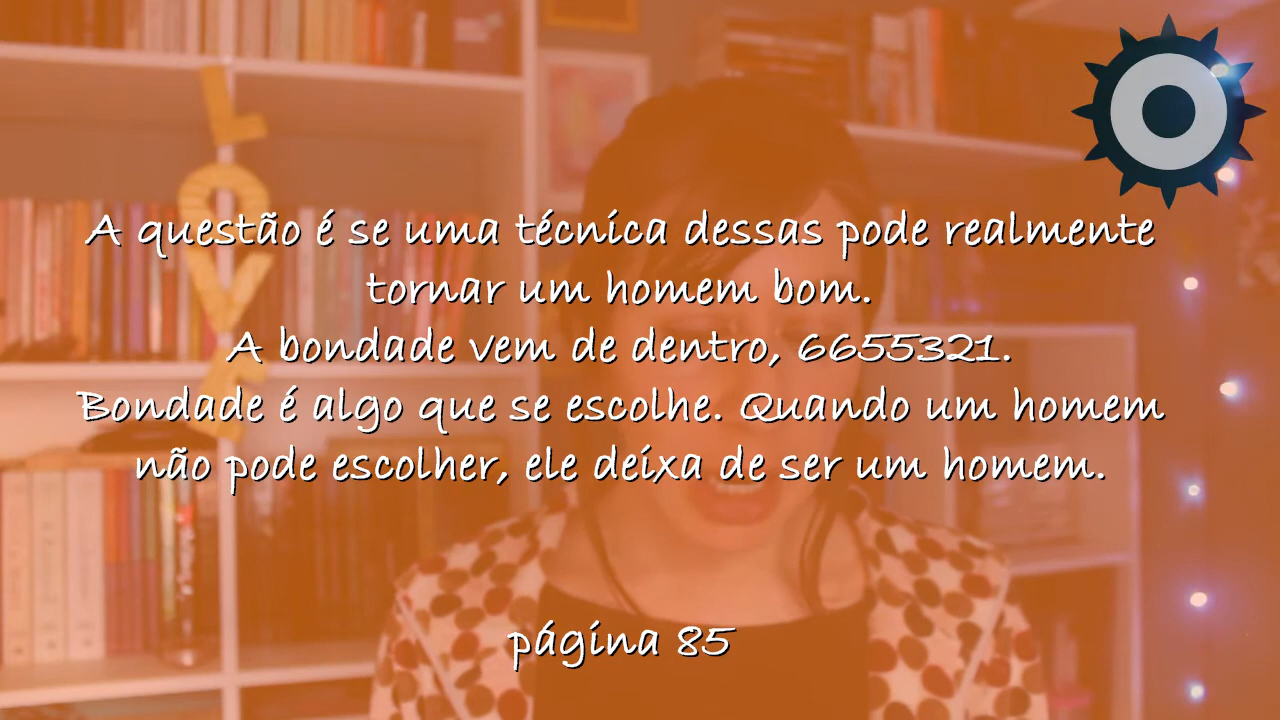 A questão é se uma técnica dessas pode realmente
tornar um homem bom.
A bondade vem de dentro, 6655321.
Bondade é algo que se escolhe. Quando um homem
não pode escolher, ele deixa de ser um homem.
página 85
LOVE